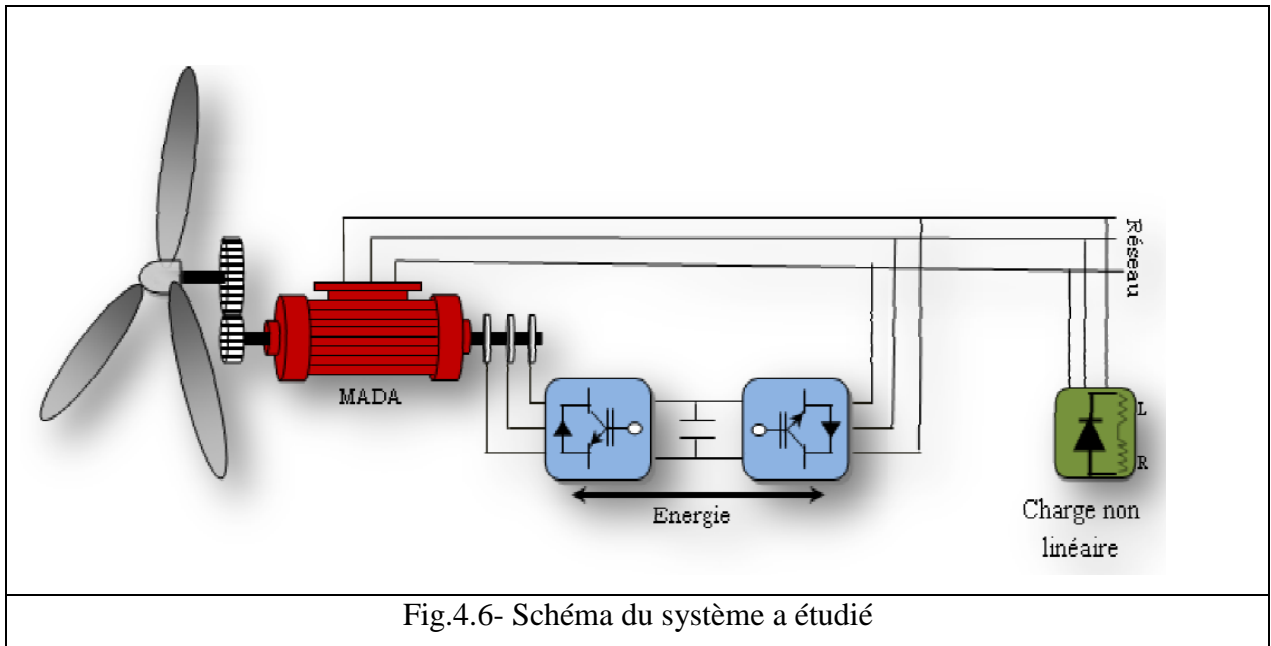 Réseau
MADA
L
R
Energie
Charge non
linéaire
Fig.4.6- Schéma du système a étudié